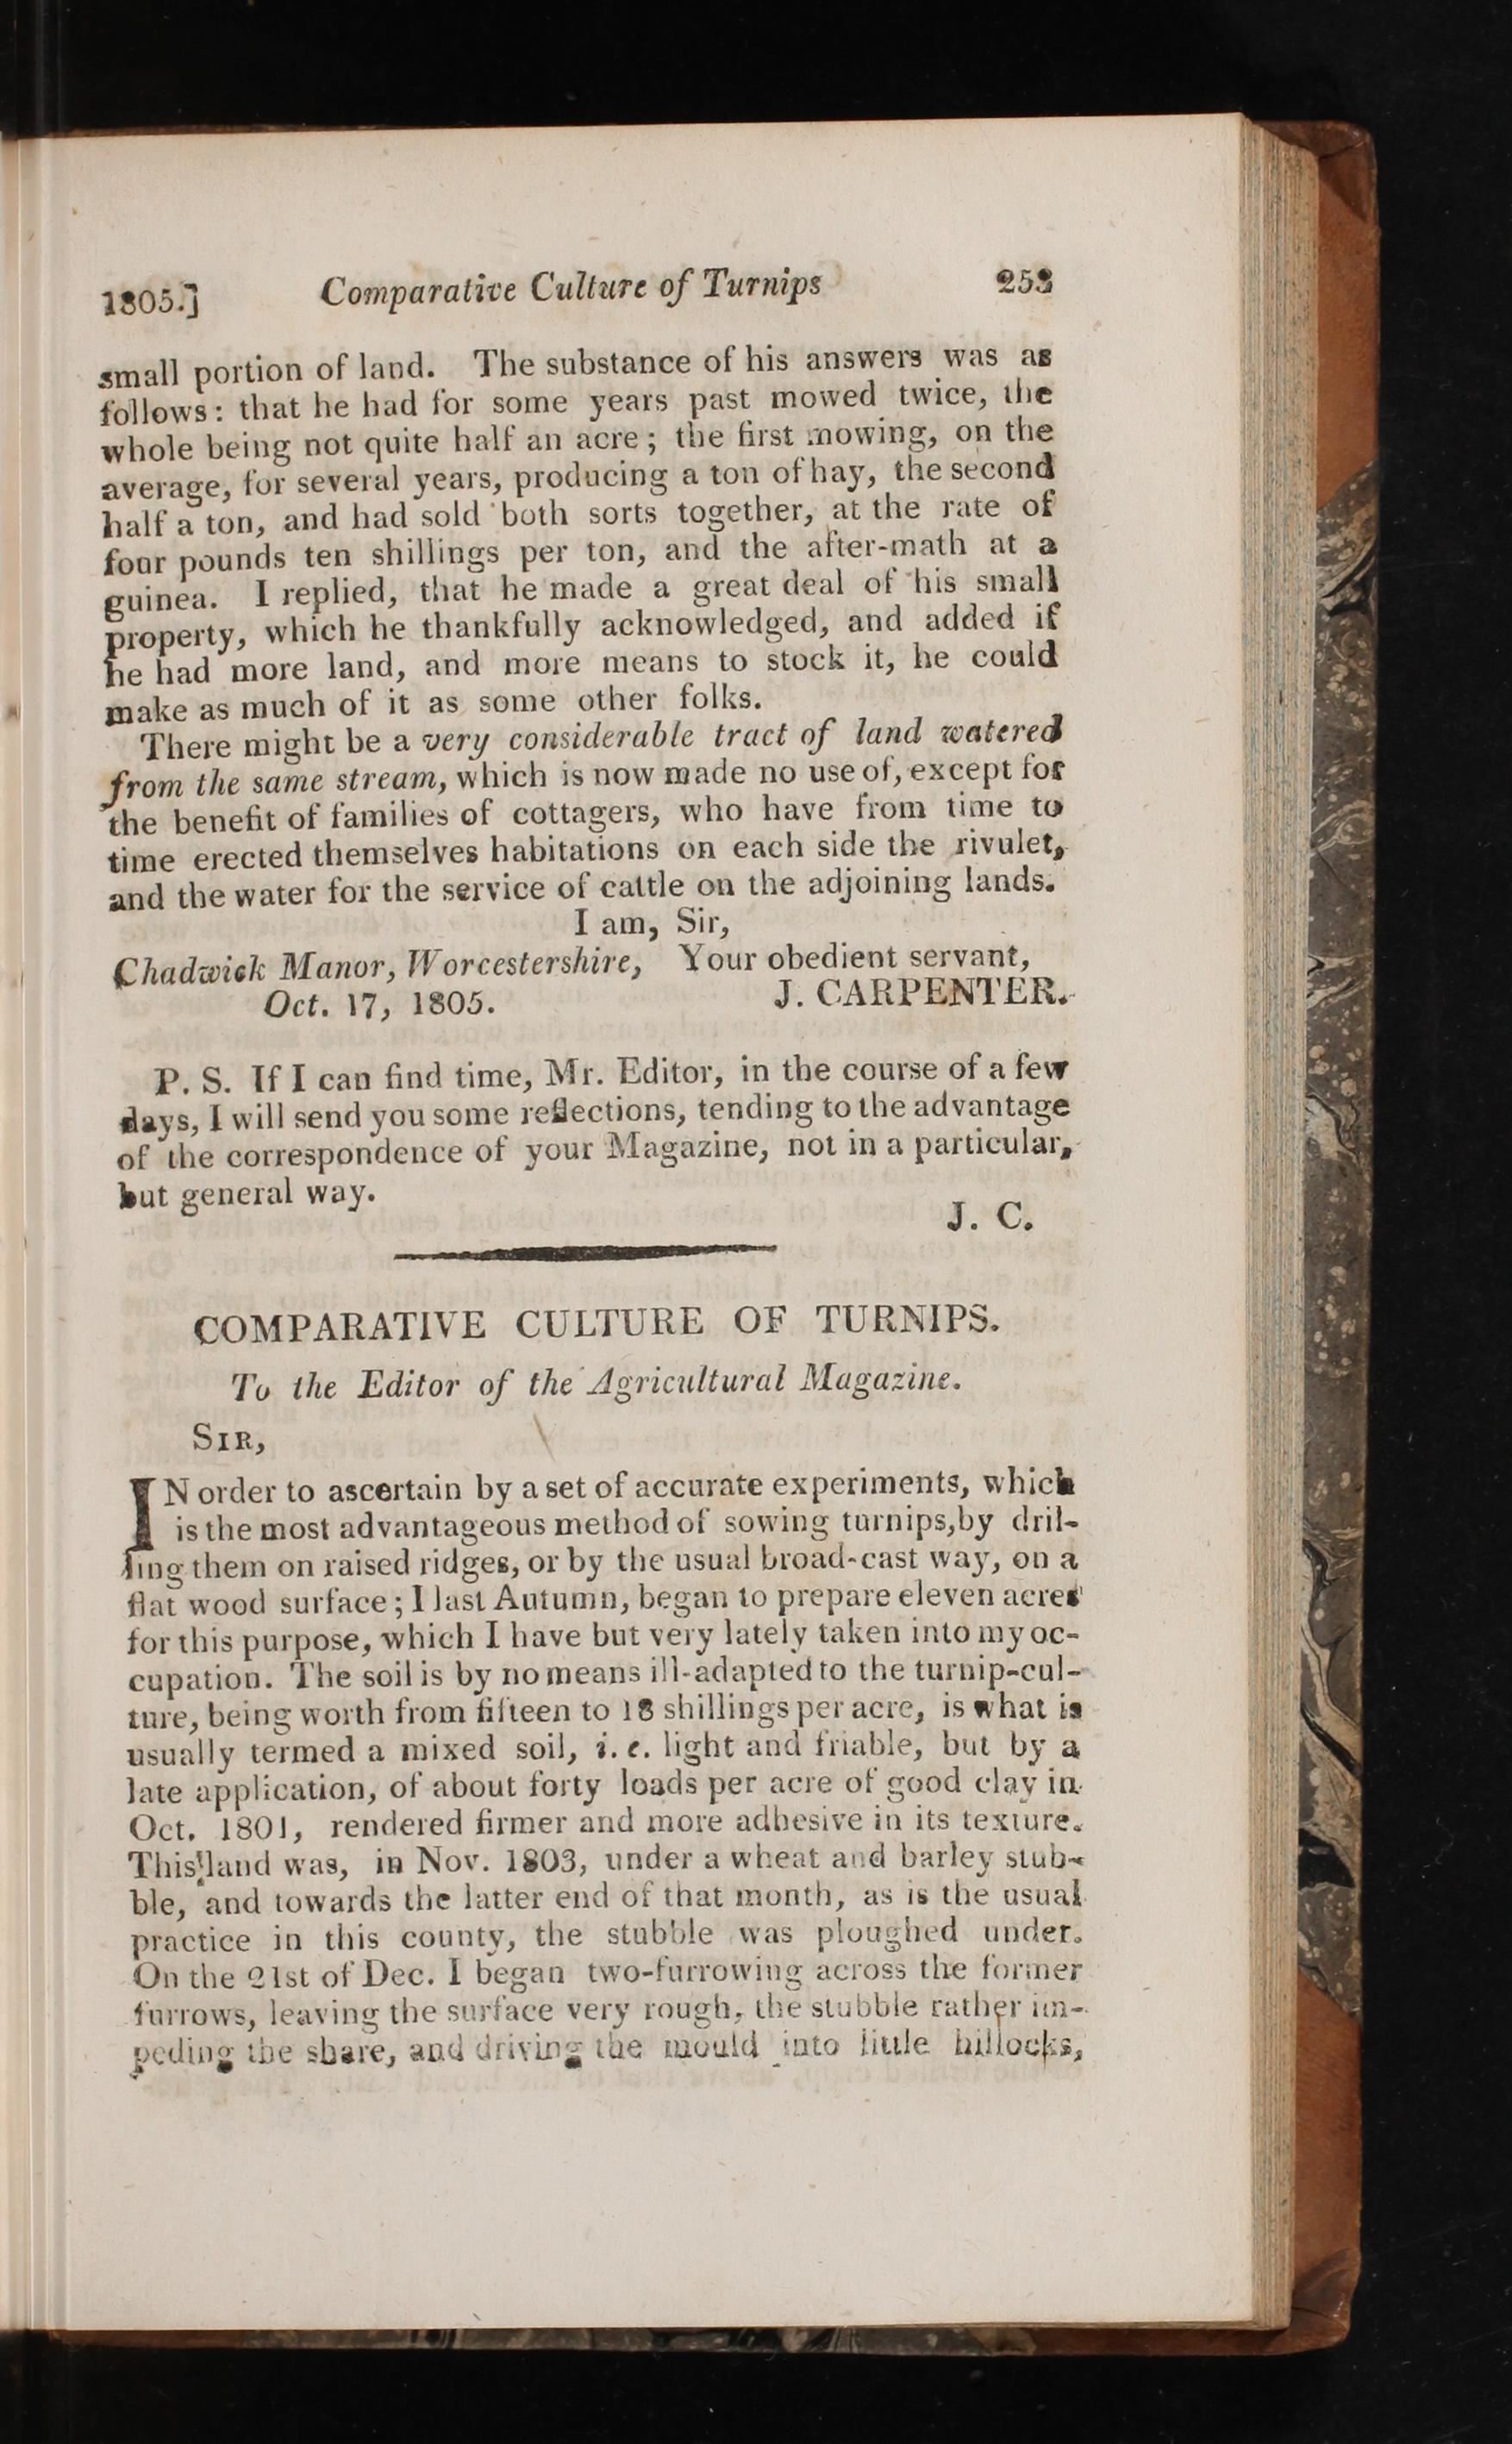 1805.] Comparative Culture of Turnips 253
small portion of land. The substance of his answers was as
follows: that he had for some years past mowed twice, the
whole being not quite half an acre; the first mowing, on the
average, for several years, producing a ton of hay, the second
half a ton, and had sold both sorts together, at the rate of
four pounds ten shillings per ton, and the after-math at a
guinea. I replied, that he made a great deal of his small
property, which he thankfully acknowledged, and added if
he had more land, and more means to stock it, he could
make as much of it as some other folks.
There might be a very considerable tract of land watered
from the same stream, which is now made no use of, except for
the benefit of families of cottagers, who have from time to
time erected themselves habitations on each side the rivulet,
and the water for the service of cattle on the adjoining lands.
I am, Sir,
Chadwick Manor, Worcestershire, Your obedient servant,
Oct. 17, 1805. J. CARPENTER.
P. S. If I can find time, Mr. Editor, in the course of a few
days, I will send you some reflections, tending to the advantage
of the correspondence of your Magazine, not in a particular,
but general way.
J. C.
COMPARATIVE CULTURE OF TURNIPS.
To the Editor of the Agricultural Magazine.
SIR,
IN order to ascertain by a set of accurate experiments, which
is the most advantageous method of sowing turnips, by dril-
ling them on raised ridges, or by the usual broad-cast way, on a
flat wood surface; I last Autumn, began to prepare eleven acres
for this purpose, which I have but very lately taken into my oc-
cupation. The soil is by no means ill-adapted to the turnip-cul-
ture, being worth from fifteen to 18 shillings per acre, is what is
usually termed a mixed soil, i. e. light and friable, but by a
late application, of about forty loads per acre of good clay in
Oct. 1801, rendered firmer and more adhesive in its texture.
This land was, in Nov. 1803, under a wheat and barley stub-
ble, and towards the latter end of that month, as is the usual
practice in this county, the stubble was ploughed under.
On the 21st of Dec. I began two-furrowing across the former
furrows, leaving the surface very rough, the stubble rather im-
peding the share, and driving the mould into little hillocks,